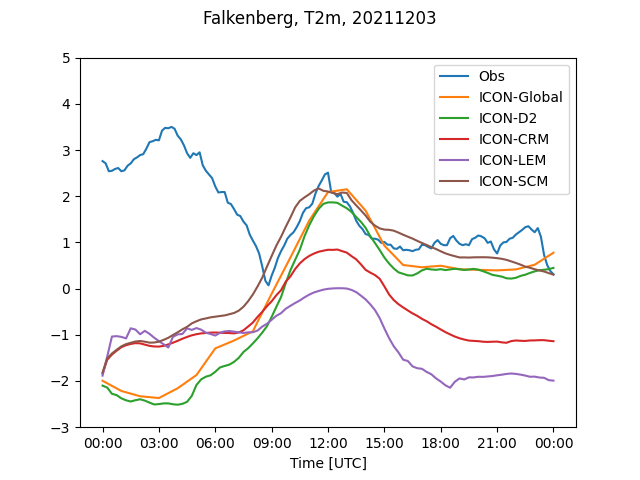 Falkenberg, T2m, 20211203
5
4
3
2
1
0
−1
−2
−3
Obs
ICON-Global
ICON-D2
ICON-CRM
ICON-LEM
ICON-SCM
00:00 03:00 06:00 09:00 12:00 15:00 18:00 21:00 00:00
Time [UTC]